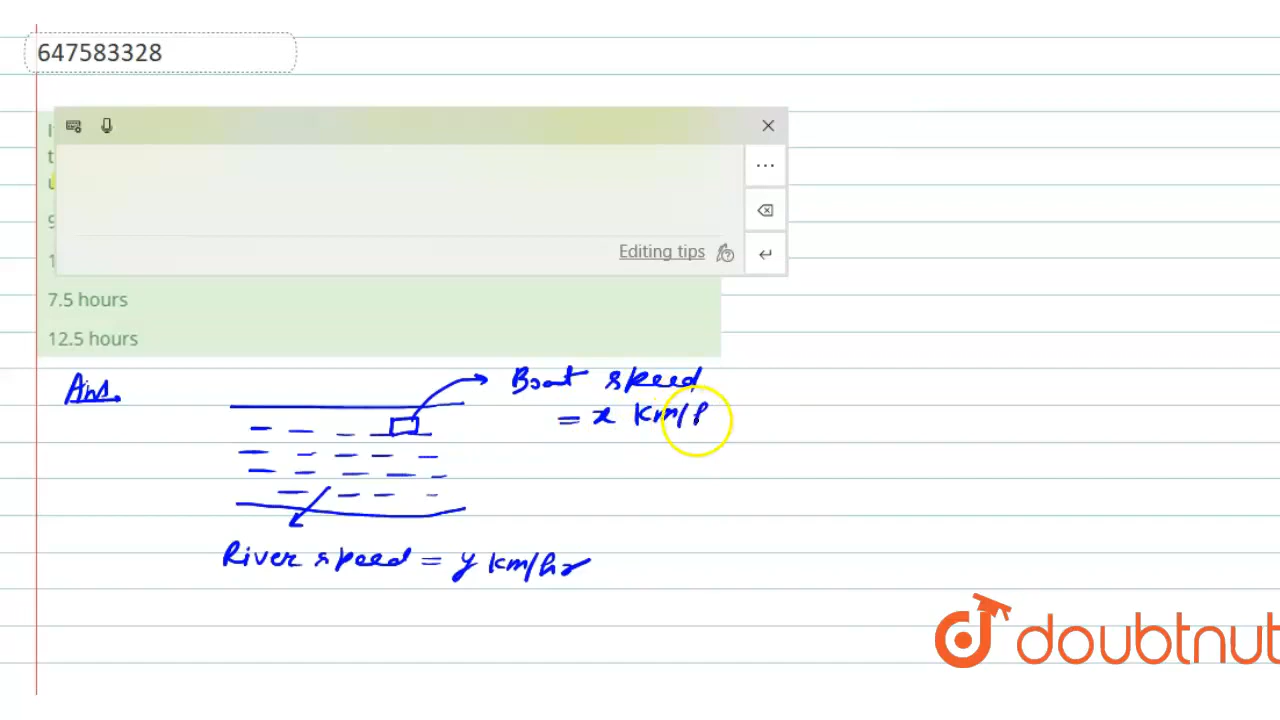 647583328
Editing tips
7.5 hours
12.5 hours
Ans.
Boat speed
= x Km/h
River speed = y Km/hr
doubtnut